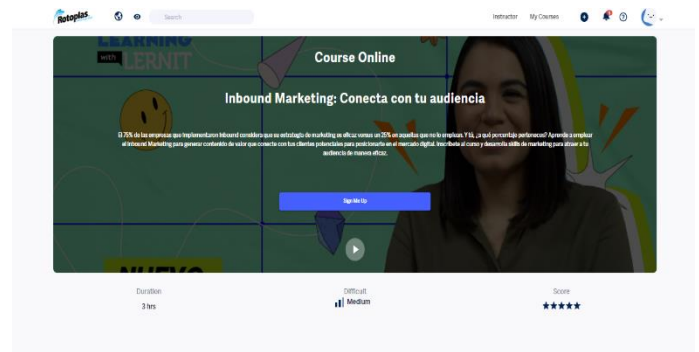 Rotoplas
Search
Instructor
My Courses
LEARNING
with LERNIT
Course Online
Inbound Marketing: Conecta con tu audiencia
El 75% de las empresas que implementaron Inbound considera que su estrategia de marketing es eficaz versus un 25% en aquellas que no lo emplean. Y tú, ¿a qué porcentaje perteneces? Aprende a emplear
el Inbound Marketing para generar contenido de valor que conecte con tus clientes potenciales para posicionarte en el mercado digital. Inscríbete al curso y desarrolla skills de marketing para atraer a tu
audiencia de manera eficaz.
Sign Me Up
NUEVO
Duration
3 hrs
Difficult
Medium
Score